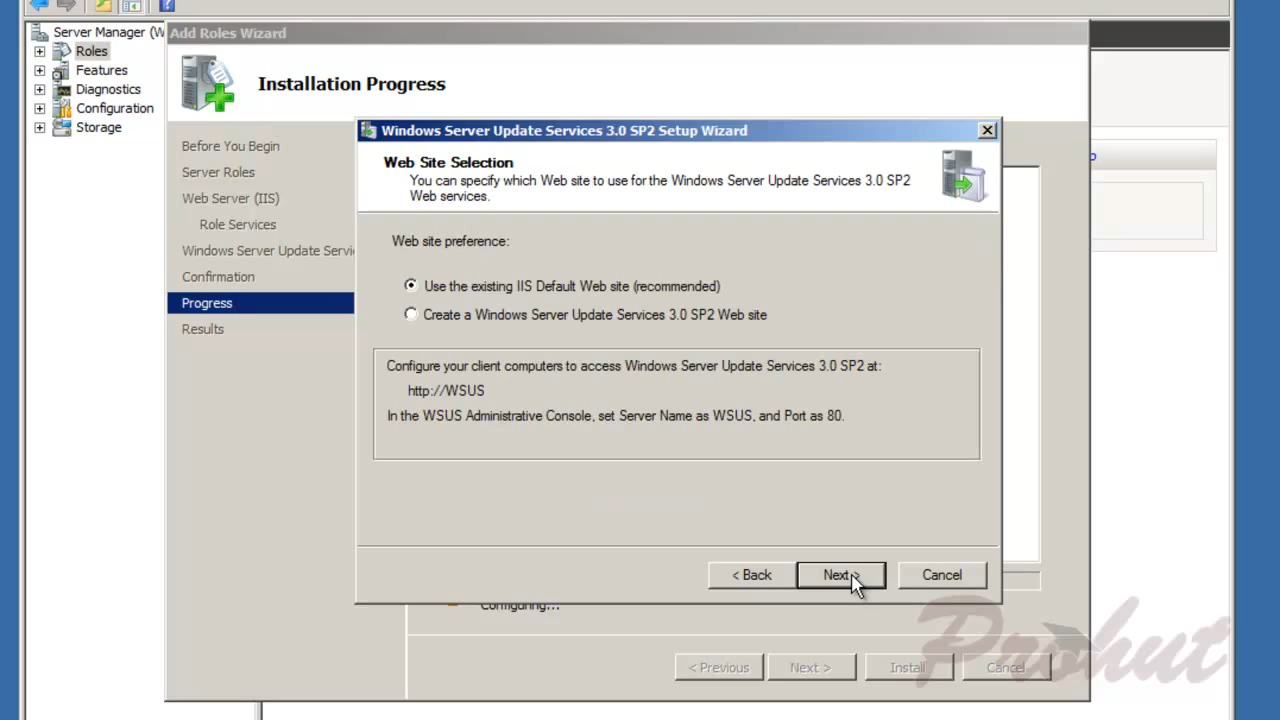 Server Manager (W
Roles
Features
Diagnostics
Configuration
Storage
Add Roles Wizard
Installation Progress
Before You Begin
Server Roles
Web Server (IIS)
Role Services
Windows Server Update Servi
Confirmation
Progress
Results
Windows Server Update Services 3.0 SP2 Setup Wizard
Web Site Selection
You can specify which Web site to use for the Windows Server Update Services 3.0 SP2
Web services.
Web site preference:
Use the existing IIS Default Web site (recommended)
Create a Windows Server Update Services 3.0 SP2 Web site
Configure your client computers to access Windows Server Update Services 3.0 SP2 at:
http://WSUS
In the WSUS Administrative Console, set Server Name as WSUS, and Port as 80.
< Back
Next >
Cancel
Configuring...
< Previous
Next >
Install
Cancel
Prohut